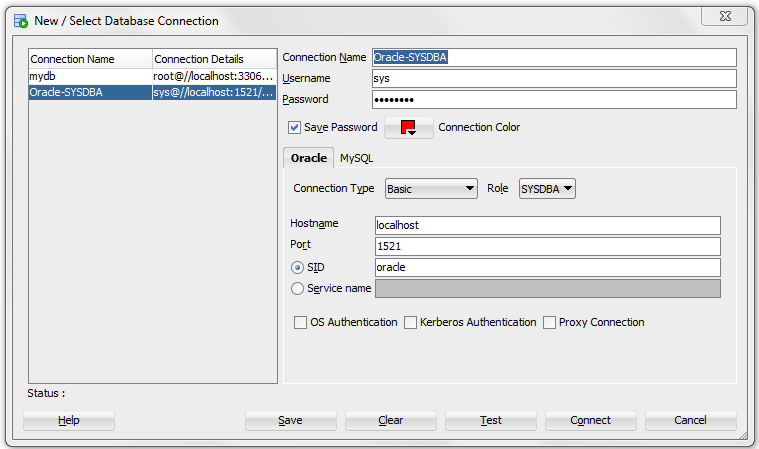 New / Select Database Connection
Connection Name Connection Details
mydb root@//localhost:3306...
Oracle-SYSDBA sys@//localhost:1521/...
Connection Name Oracle-SYSDBA
Username sys
Password ••••••••
Save Password Connection Color
Oracle MySQL
Connection Type Basic Role SYSDBA
Hostname localhost
Port 1521
SID oracle
Service name
OS Authentication Kerberos Authentication Proxy Connection
Status :
Help Save Clear Test Connect Cancel